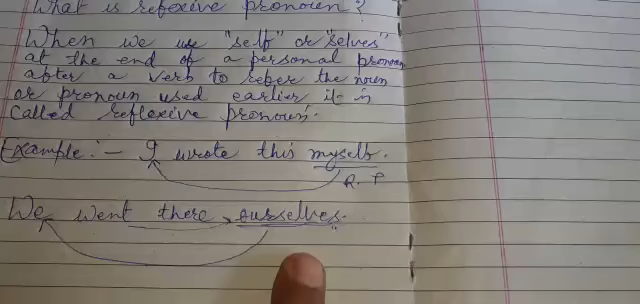 What is reflexive pronoun?
When we use "self" or "selves"
at the end of a personal pronoun
after a verb to refer the noun
or pronoun used earlier it is
called reflexive pronoun.
Example:- I wrote this myself.
R. P
We went there ourselves.